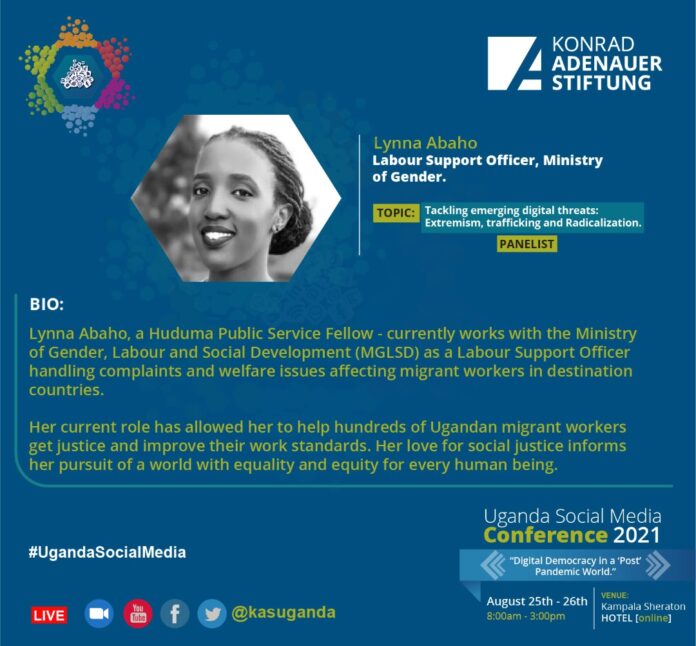 KONRAD
ADENAUER
STIFTUNG
Lynna Abaho
Labour Support Officer, Ministry
of Gender.
TOPIC: Tackling emerging digital threats:
Extremism, trafficking and Radicalization.
PANELIST
BIO:
Lynna Abaho, a Huduma Public Service Fellow - currently works with the Ministry
of Gender, Labour and Social Development (MGLSD) as a Labour Support Officer
handling complaints and welfare issues affecting migrant workers in destination
countries.
Her current role has allowed her to help hundreds of Ugandan migrant workers
get justice and improve their work standards. Her love for social justice informs
her pursuit of a world with equality and equity for every human being.
#UgandaSocialMedia
LIVE
You
Tube
@kasuganda
Uganda Social Media
Conference 2021
“Digital Democracy in a ‘Post’
Pandemic World.”
August 25th - 26th
8:00am - 3:00pm
VENUE:
Kampala Sheraton
HOTEL [online]